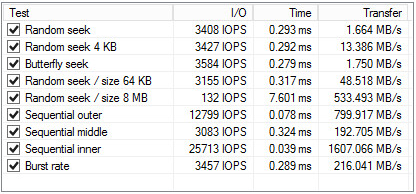 Test I/O Time Transfer
Random seek 3408 IOPS 0.293 ms 1.664 MB/s
Random seek 4 KB 3427 IOPS 0.292 ms 13.386 MB/s
Butterfly seek 3584 IOPS 0.279 ms 1.750 MB/s
Random seek / size 64 KB 3155 IOPS 0.317 ms 48.518 MB/s
Random seek / size 8 MB 132 IOPS 7.601 ms 533.493 MB/s
Sequential outer 12799 IOPS 0.078 ms 799.917 MB/s
Sequential middle 3083 IOPS 0.324 ms 192.705 MB/s
Sequential inner 25713 IOPS 0.039 ms 1607.066 MB/s
Burst rate 3457 IOPS 0.289 ms 216.041 MB/s